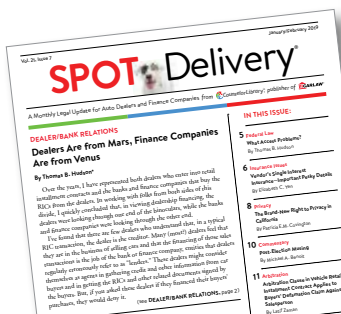 Vol. 21, Issue 7
January/February 2019
SPOT Delivery®
A Monthly Legal Update for Auto Dealers and Finance Companies from CounselorLibrary, publisher of CARLAW®
DEALER/BANK RELATIONS
Dealers Are from Mars, Finance Companies
Are from Venus
By Thomas B. Hudson*
Over the years, I have represented both dealers who enter into retail
installment contracts and the banks and finance companies that buy the
RICs from the dealers. In working with folks from both sides of this
divide, I quickly concluded that, in viewing dealership financing, the
dealers were looking through one end of the binoculars, while the banks
and finance companies were looking through the other end.
I've found that there are few dealers who understand that, in a typical
RIC transaction, the dealer is the creditor. Many (most?) dealers feel that
they are in the business of selling cars and that the financing of those sales
transactions is the job of the bank or finance company, entities that dealers
regularly erroneously refer to as "lenders." These dealers might consider
themselves as agents in gathering credit and other information from car
buyers and in getting the RICs and other related documents signed by
the buyers. But, if you asked these dealers if they financed their buyers'
purchases, they would deny it.
(see DEALER/BANK RELATIONS, page 2)
IN THIS ISSUE:
5 Federal Law
What Accept Problems?
By Thomas B. Hudson
6 Insurance Issues
Vendor's Single Interest
Insurance—Important Perky Details
By Elizabeth C. Yen
8 Privacy
The Brand-New Right to Privacy in
California
By Patricia E.M. Covington
10 Commentary
Post-Election Mining
By Michael A. Benoit
11 Arbitration
Arbitration Clause in Vehicle Retail
Installment Contract Applies to
Buyers' Defamation Claim Against
Salesperson
By Latif Zaman